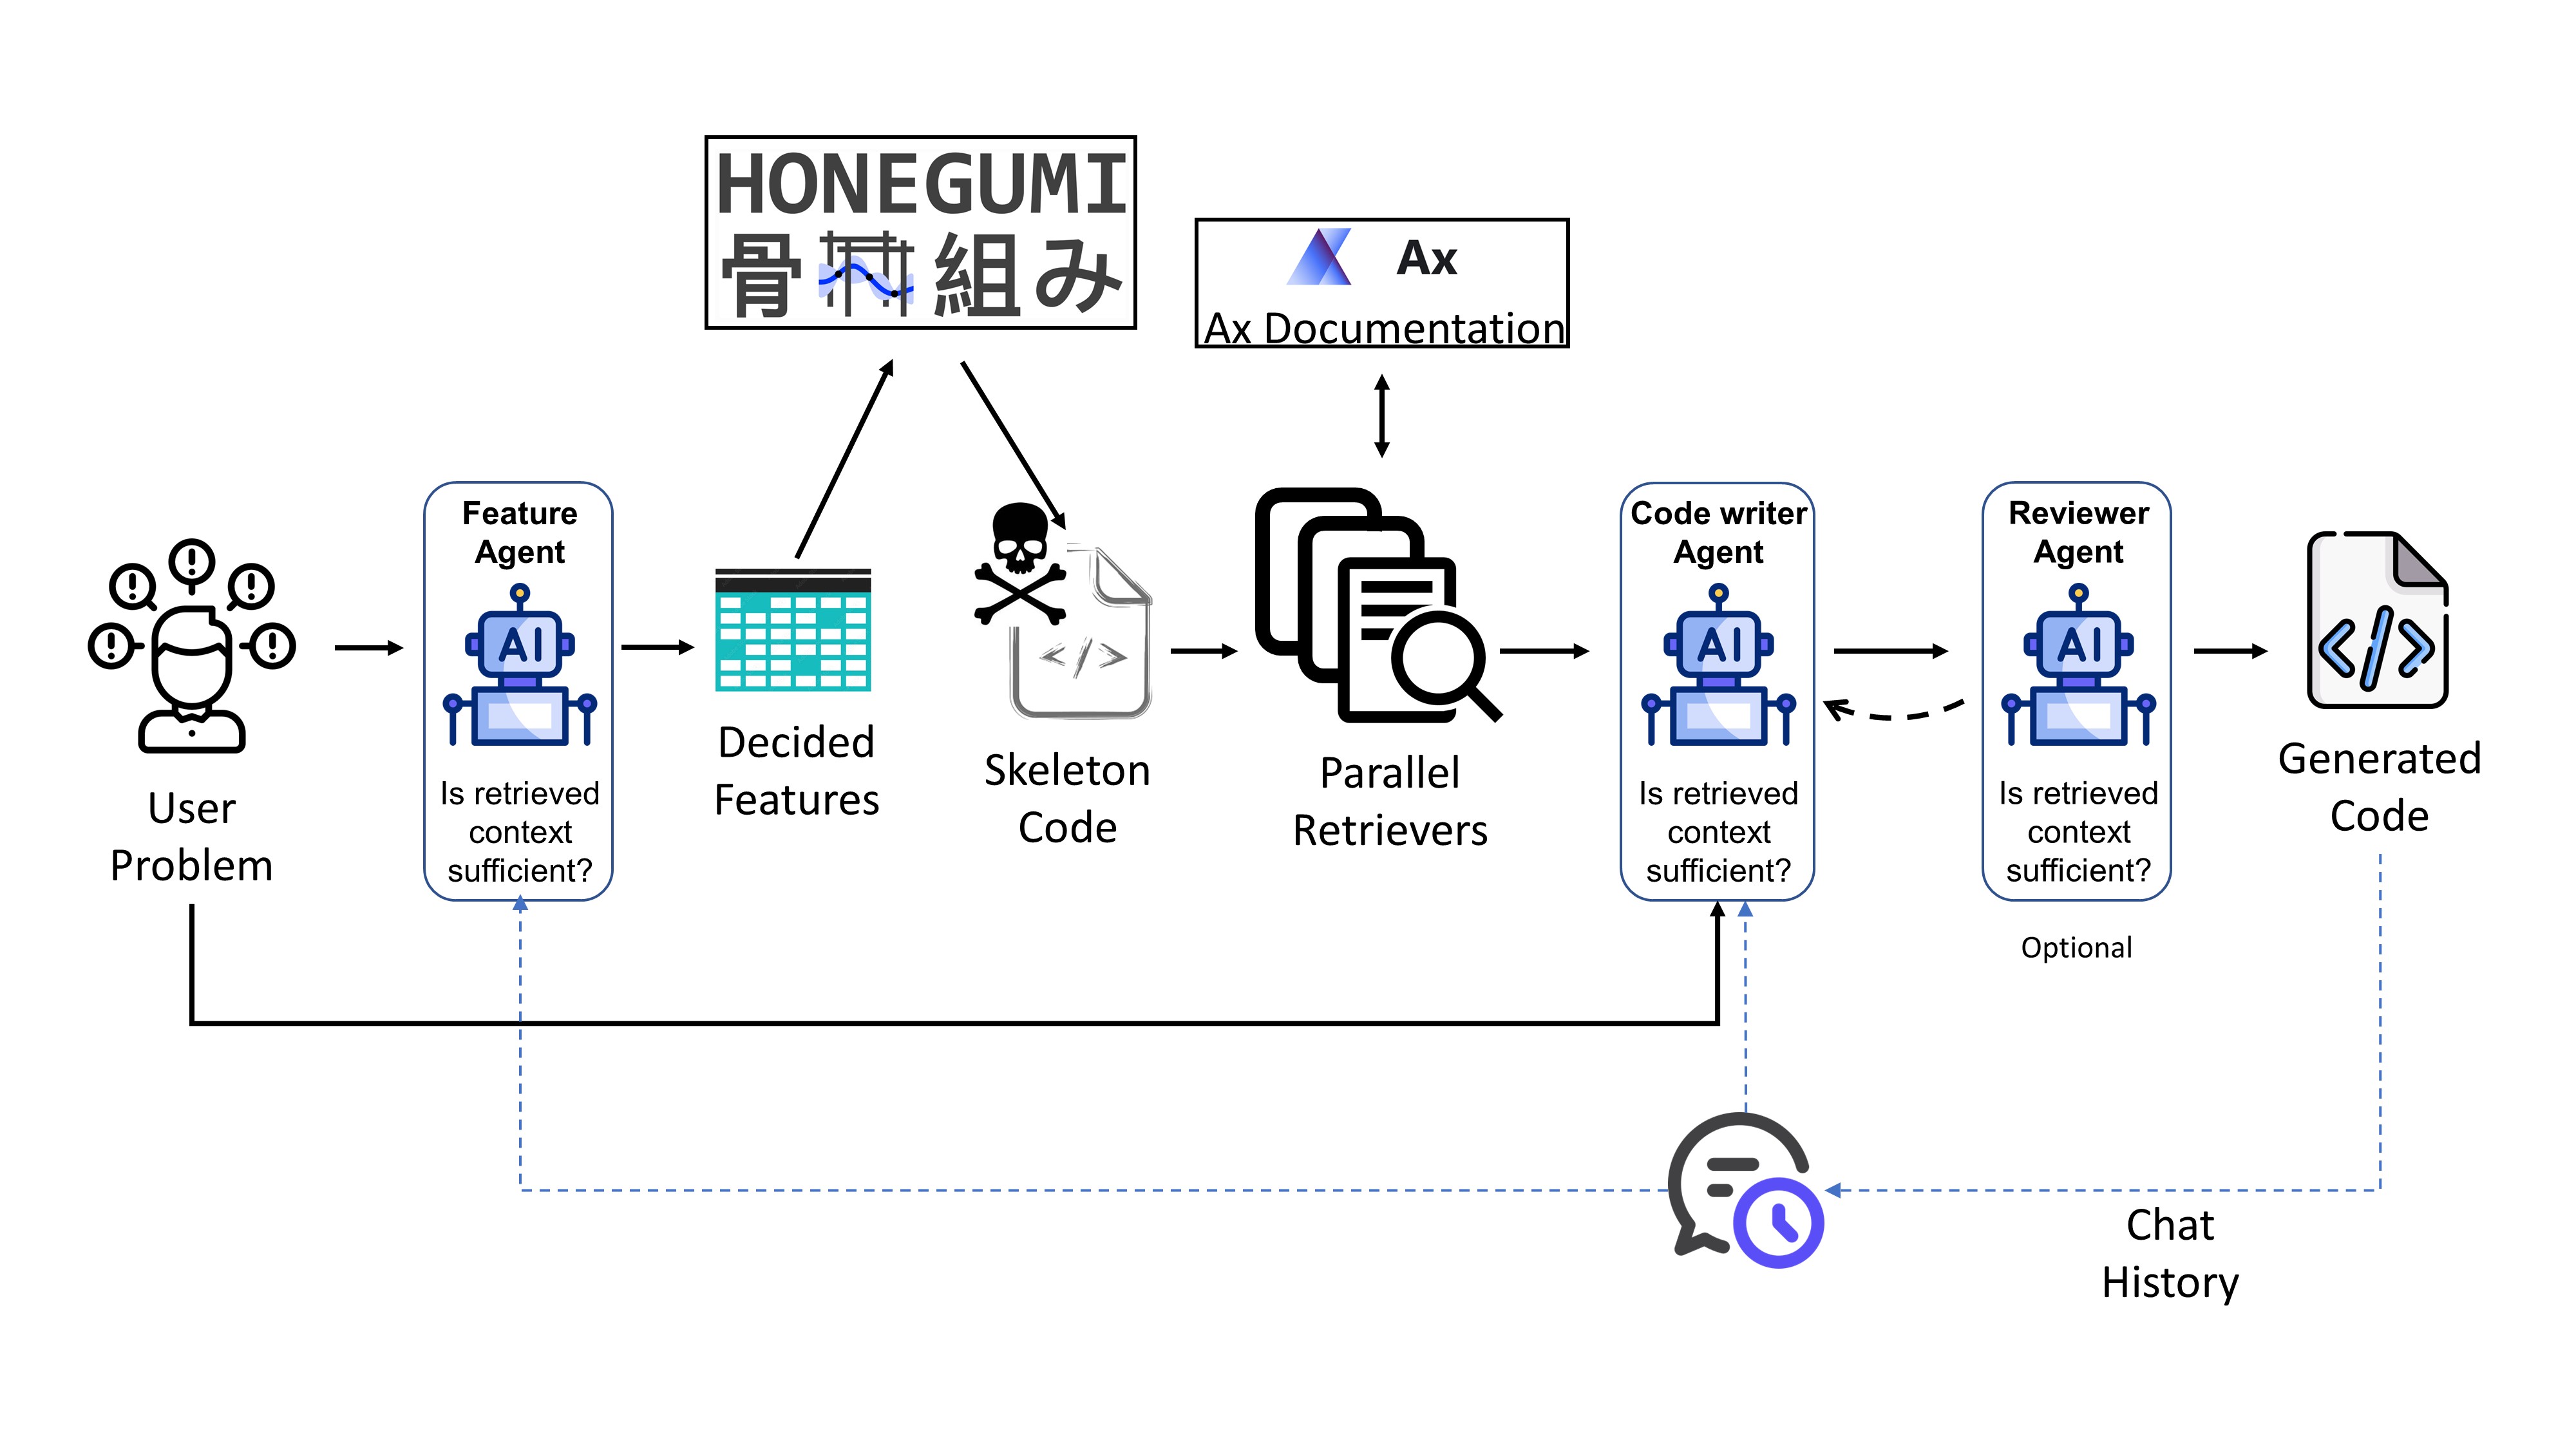 HONEGUMI
骨組み
Ax
Ax Documentation
User
Problem
Feature
Agent
AI
Is retrieved
context
sufficient?
Decided
Features
</>
Skeleton
Code
Parallel
Retrievers
Code writer
Agent
AI
Is retrieved
context
sufficient?
Reviewer
Agent
AI
Is retrieved
context
sufficient?
Optional
</>
Generated
Code
Chat
History